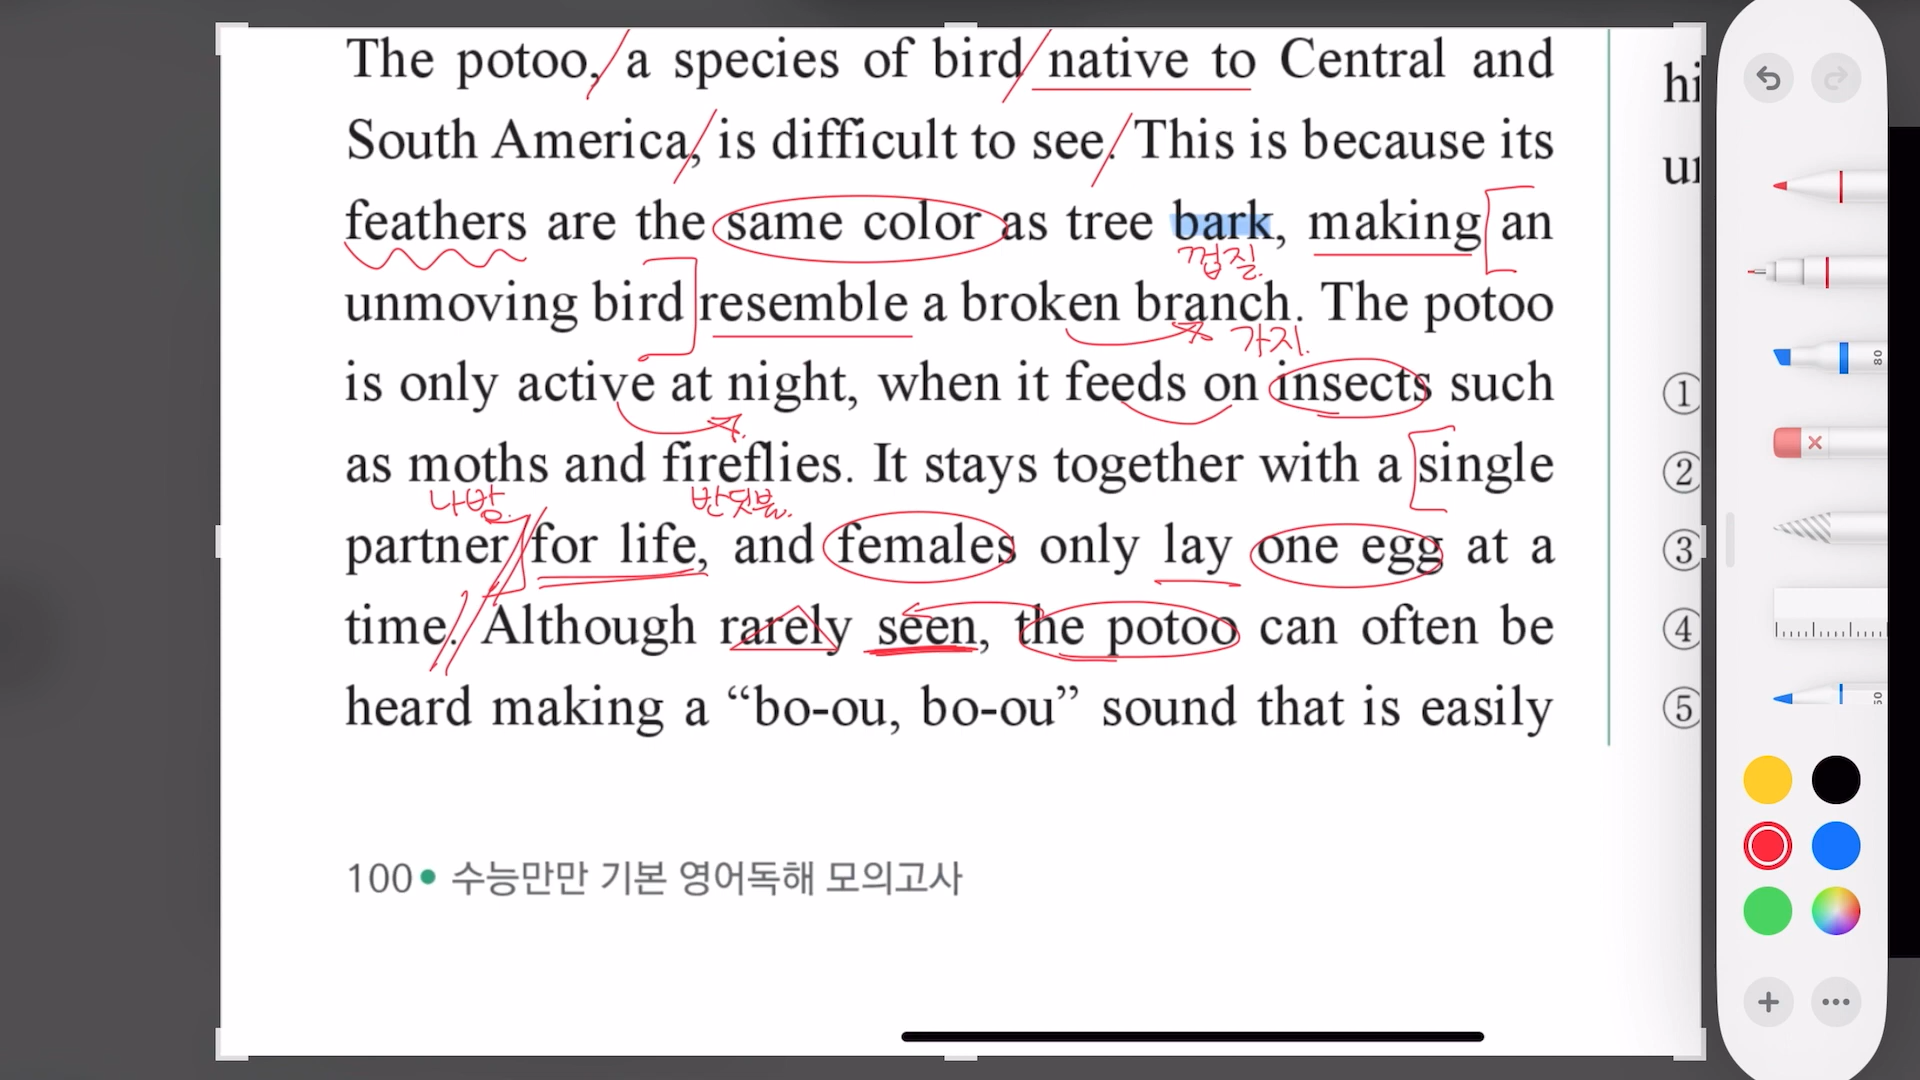 The potoo, a species of bird native to Central and
South America, is difficult to see. This is because its
feathers are the same color as tree bark, making an
껍질.
unmoving bird resemble a broken branch. The potoo
가지.
is only active at night, when it feeds on insects such
as moths and fireflies. It stays together with a single
나방. 반딧불.
partner for life, and females only lay one egg at a
time. Although rarely seen, the potoo can often be
heard making a “bo-ou, bo-ou” sound that is easily
100 • 수능만만 기본 영어독해 모의고사
hi
①
②
③
④
⑤
80
50